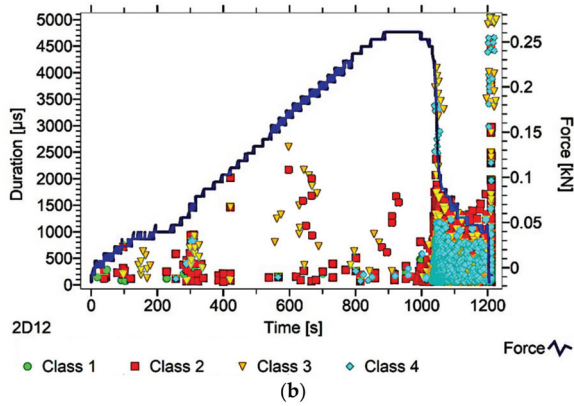 5000
4500
4000
3500
3000
2500
2000
1500
1000
500
0
Duration [µs]
0.25
0.2
0.15
0.1
0.05
0
Force [kN]
0 200 400 600 800 1000 1200
2D12
Time [s]
Class 1 Class 2 Class 3 Class 4 Force
(b)